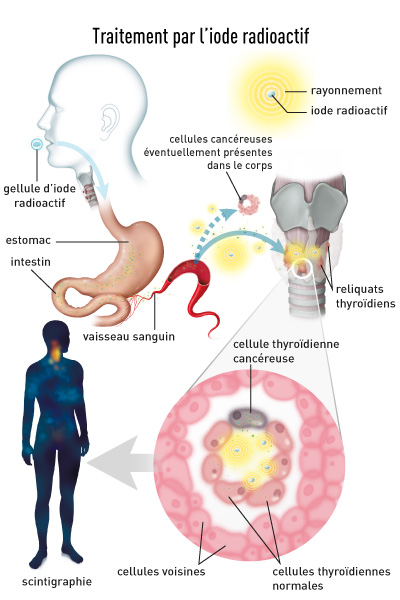 Traitement par l'iode radioactif
rayonnement
iode radioactif
cellules cancéreuses
éventuellement présentes
dans le corps
gellule d'iode
radioactif
estomac
intestin
reliquats
thyroïdiens
vaisseau sanguin
cellule thyroïdienne
cancéreuse
cellules voisines
cellules thyroïdiennes
normales
scintigraphie